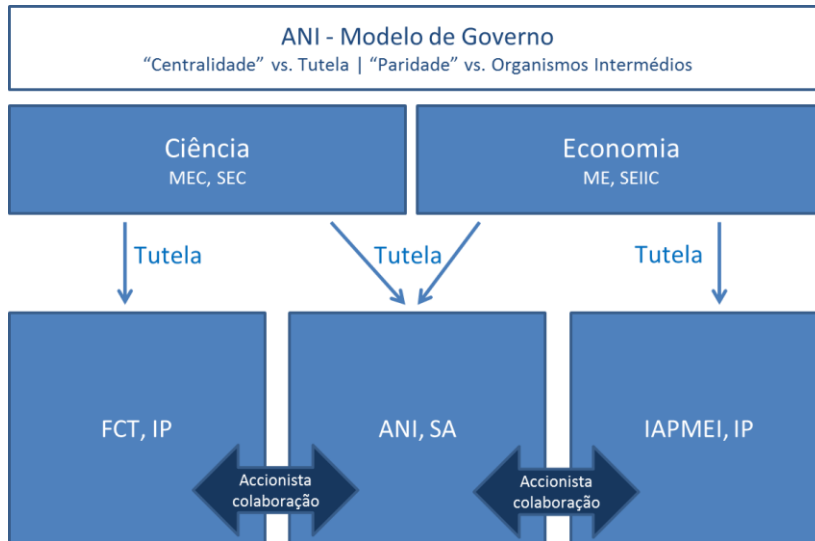 ANI - Modelo de Governo
“Centralidade” vs. Tutela | “Paridade” vs. Organismos Intermédios
Ciência
MEC, SEC
Economia
ME, SEIIC
Tutela
Tutela
Tutela
FCT, IP
ANI, SA
IAPMEI, IP
Accionista
colaboração
Accionista
colaboração